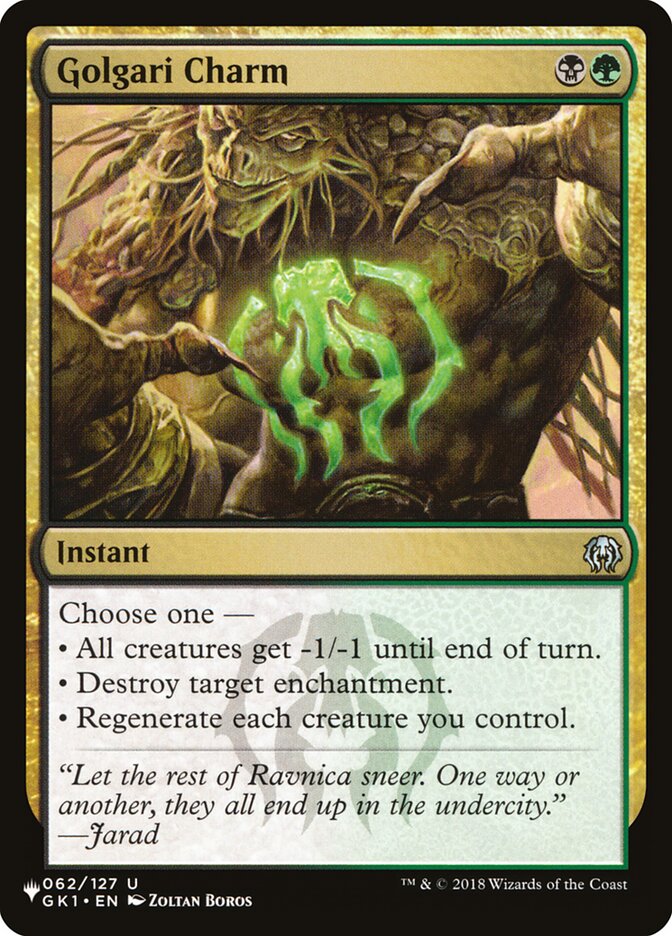 Golgari Charm
Instant
Choose one —
• All creatures get -1/-1 until end of turn.
• Destroy target enchantment.
• Regenerate each creature you control.
“Let the rest of Ravnica sneer. One way or
another, they all end up in the undercity.”
—Jarad
062/127 U
GK1 • EN Zoltan Boros
™ & © 2018 Wizards of the Coast